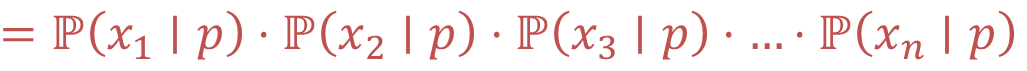 = ℙ(x₁ ∣ p) · ℙ(x₂ ∣ p) · ℙ(x₃ ∣ p) · … · ℙ(xₙ ∣ p)